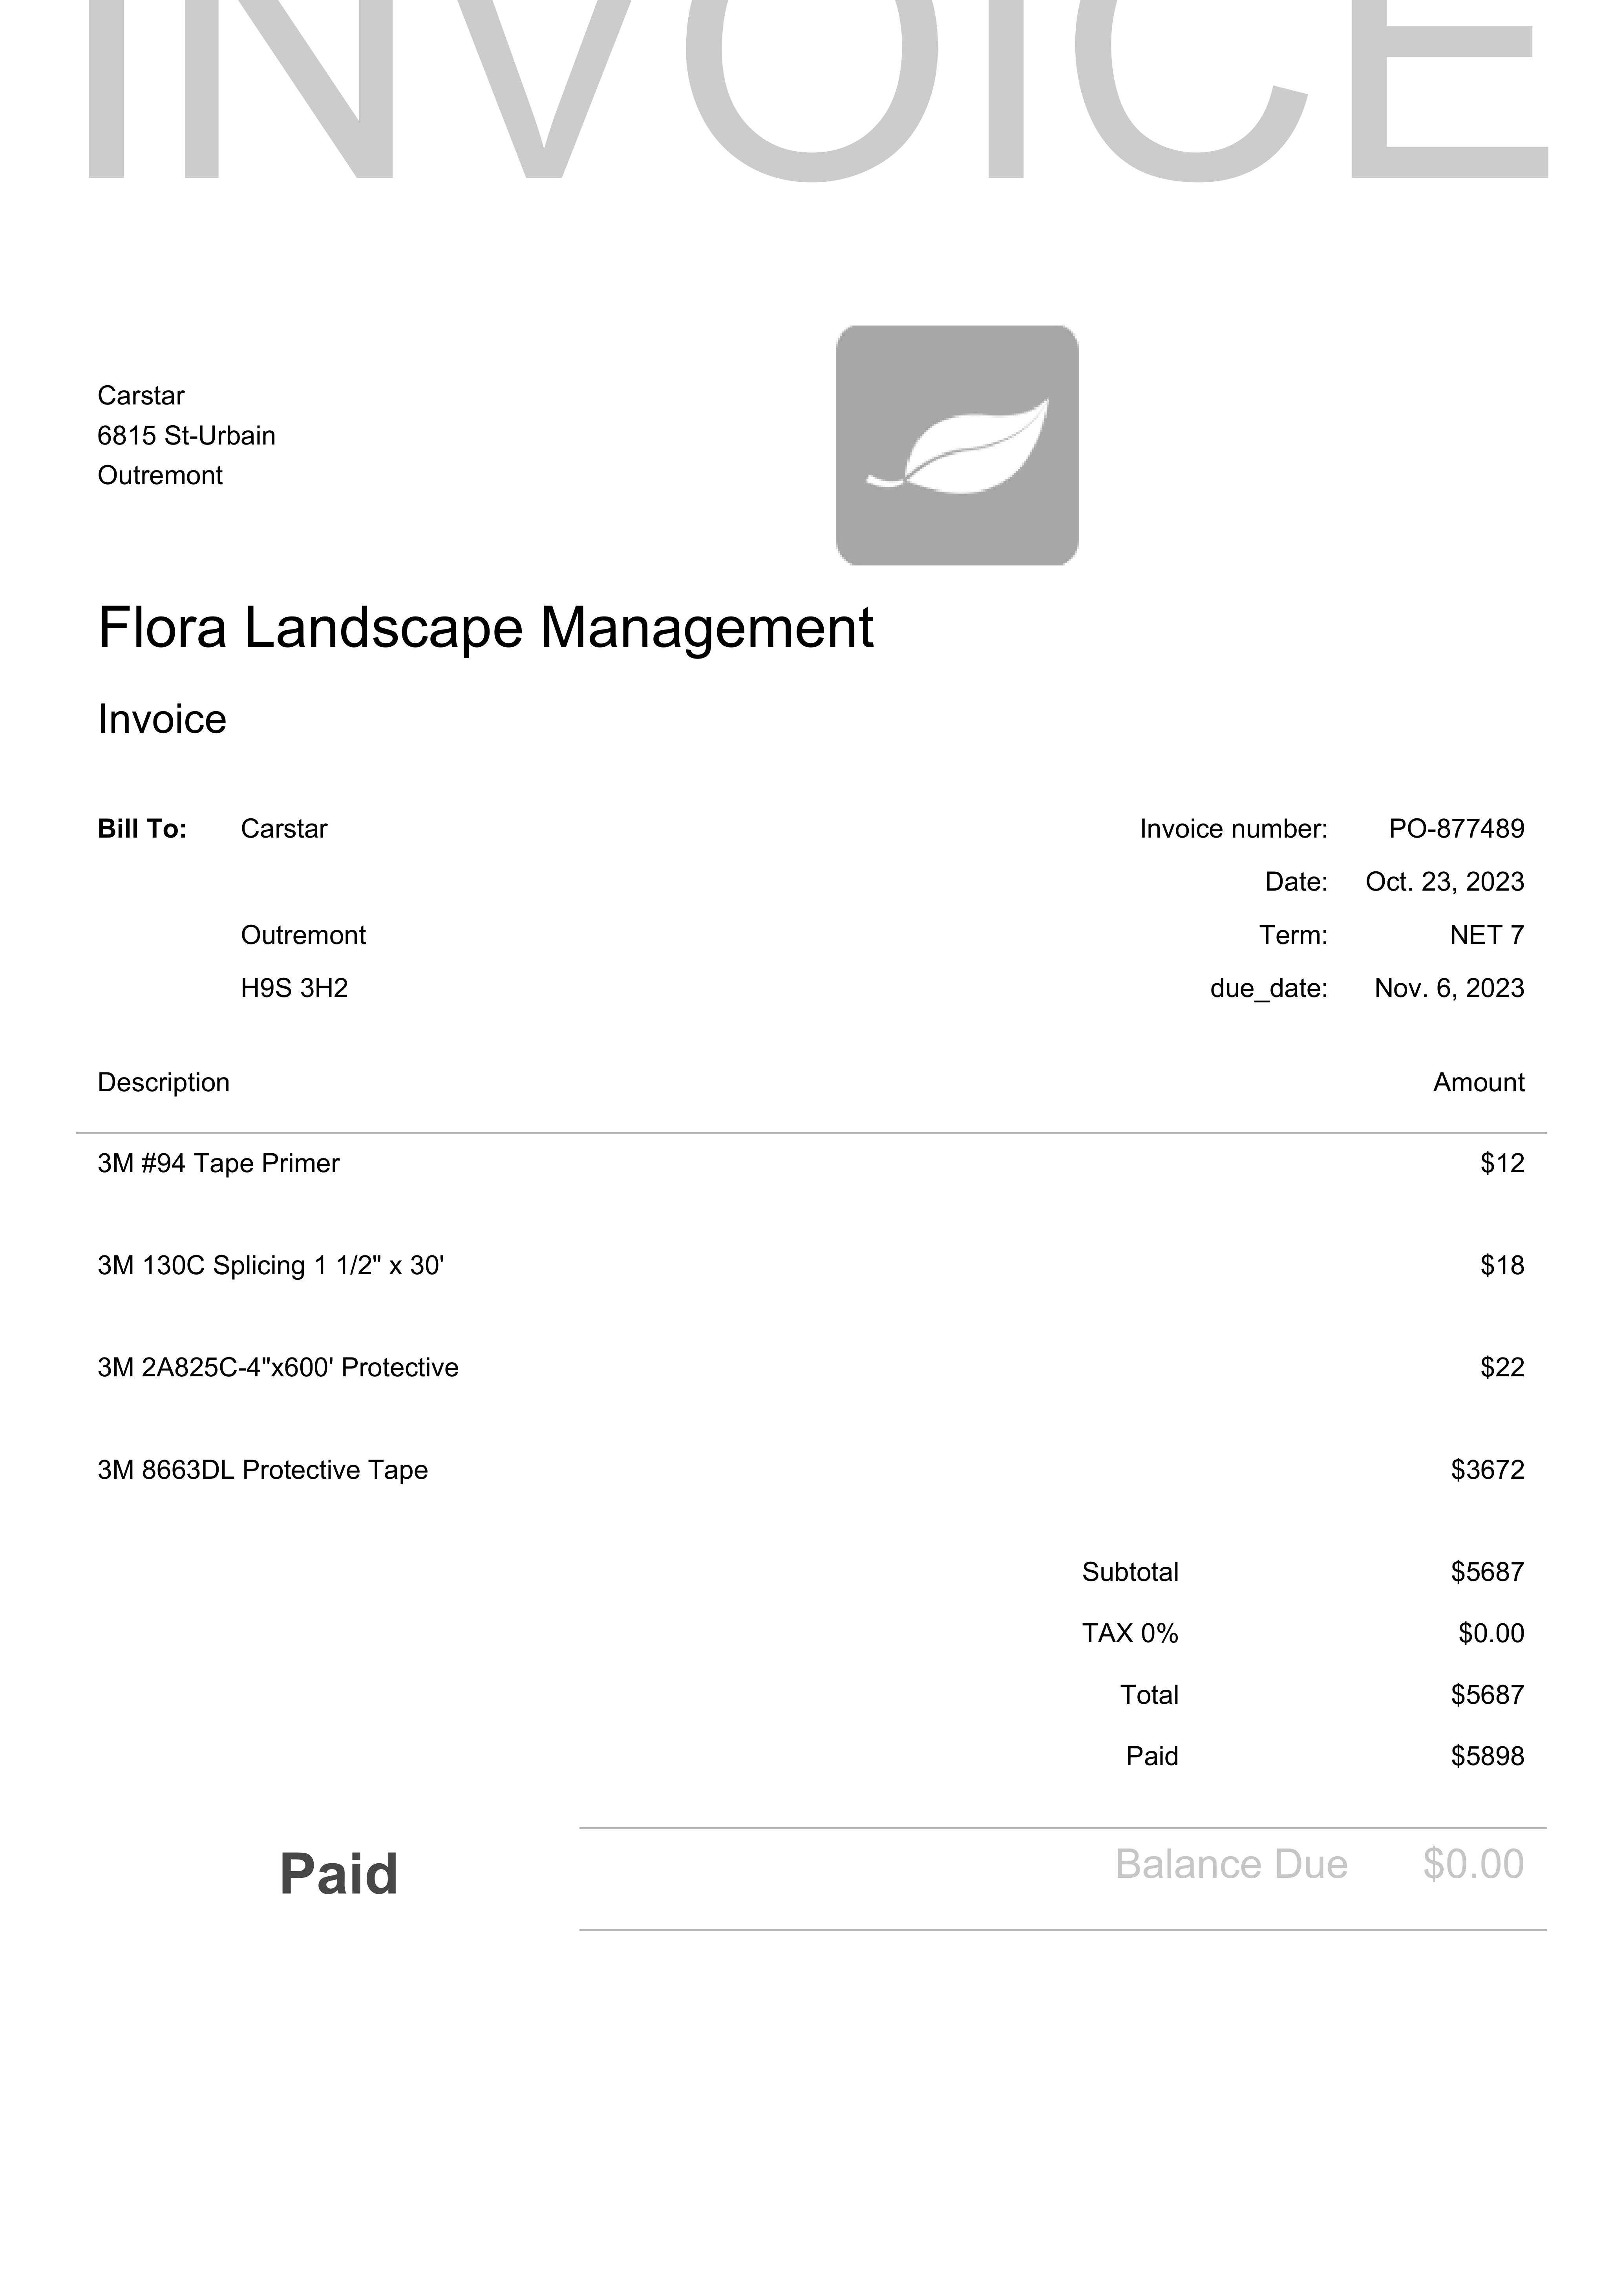 INVOICE
Carstar
6815 St-Urbain
Outremont
Flora Landscape Management
Invoice
Bill To: Carstar Invoice number: PO-877489
Date: Oct. 23, 2023
Outremont Term: NET 7
H9S 3H2 due_date: Nov. 6, 2023
Description Amount
3M #94 Tape Primer $12
3M 130C Splicing 1 1/2" x 30' $18
3M 2A825C-4"x600' Protective $22
3M 8663DL Protective Tape $3672
Subtotal $5687
TAX 0% $0.00
Total $5687
Paid $5898
Paid Balance Due $0.00